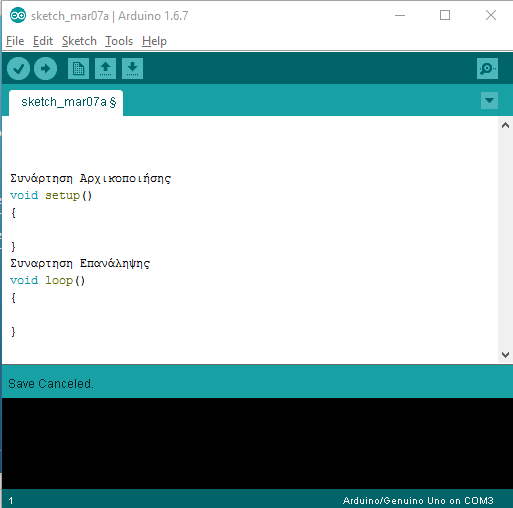 sketch_mar07a | Arduino 1.6.7
File Edit Sketch Tools Help
sketch_mar07a §
Συνάρτηση Αρχικοποιήσης
void setup()
{
}
Συναρτηση Επανάληψης
void loop()
{
}
Save Canceled.
1 Arduino/Genuino Uno on COM3